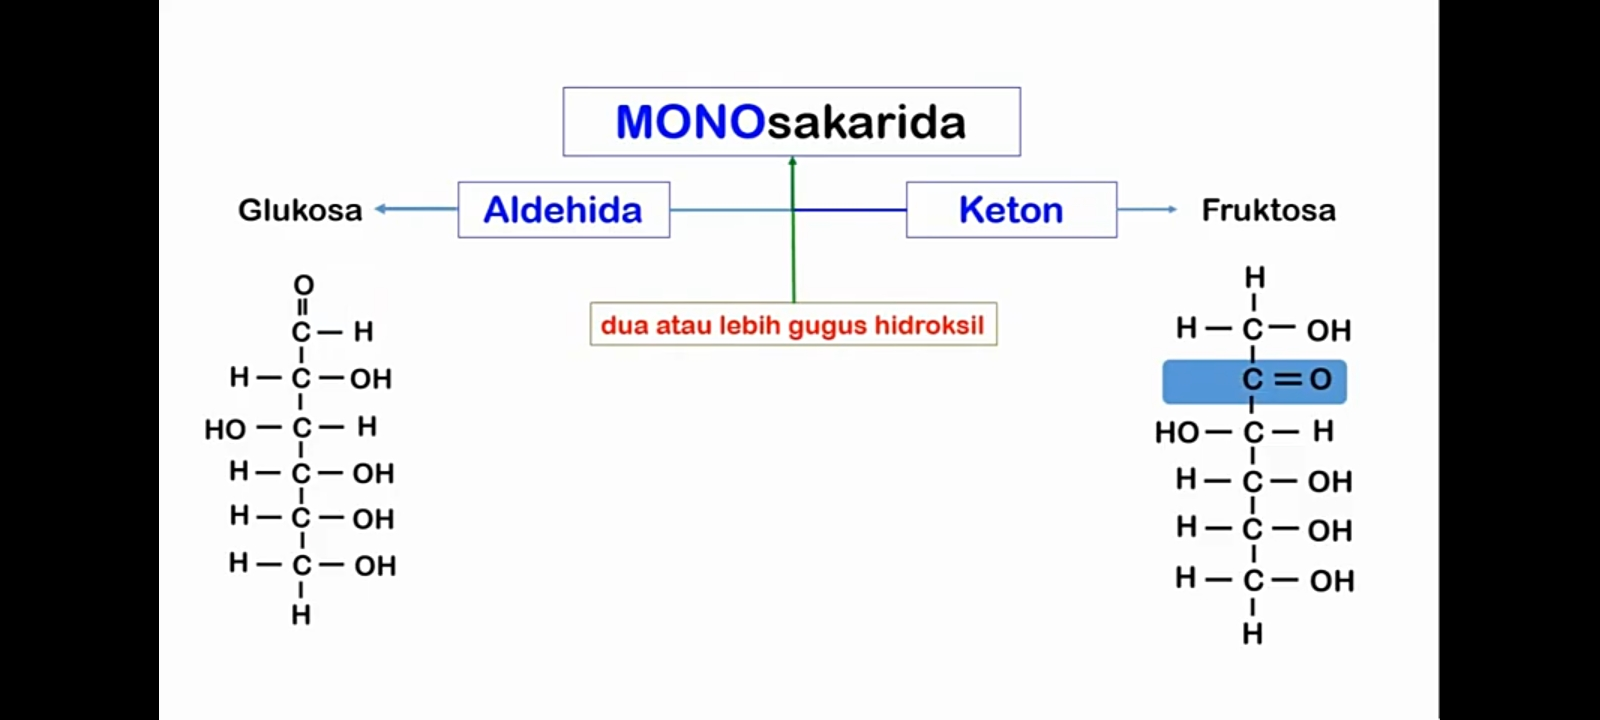 MONOsakarida
Glukosa
Aldehida
Keton
Fruktosa
dua atau lebih gugus hidroksil
O
C — H
H — C — OH
HO — C — H
H — C — OH
H — C — OH
H — C — OH
H
H
H — C — OH
C = O
HO — C — H
H — C — OH
H — C — OH
H — C — OH
H